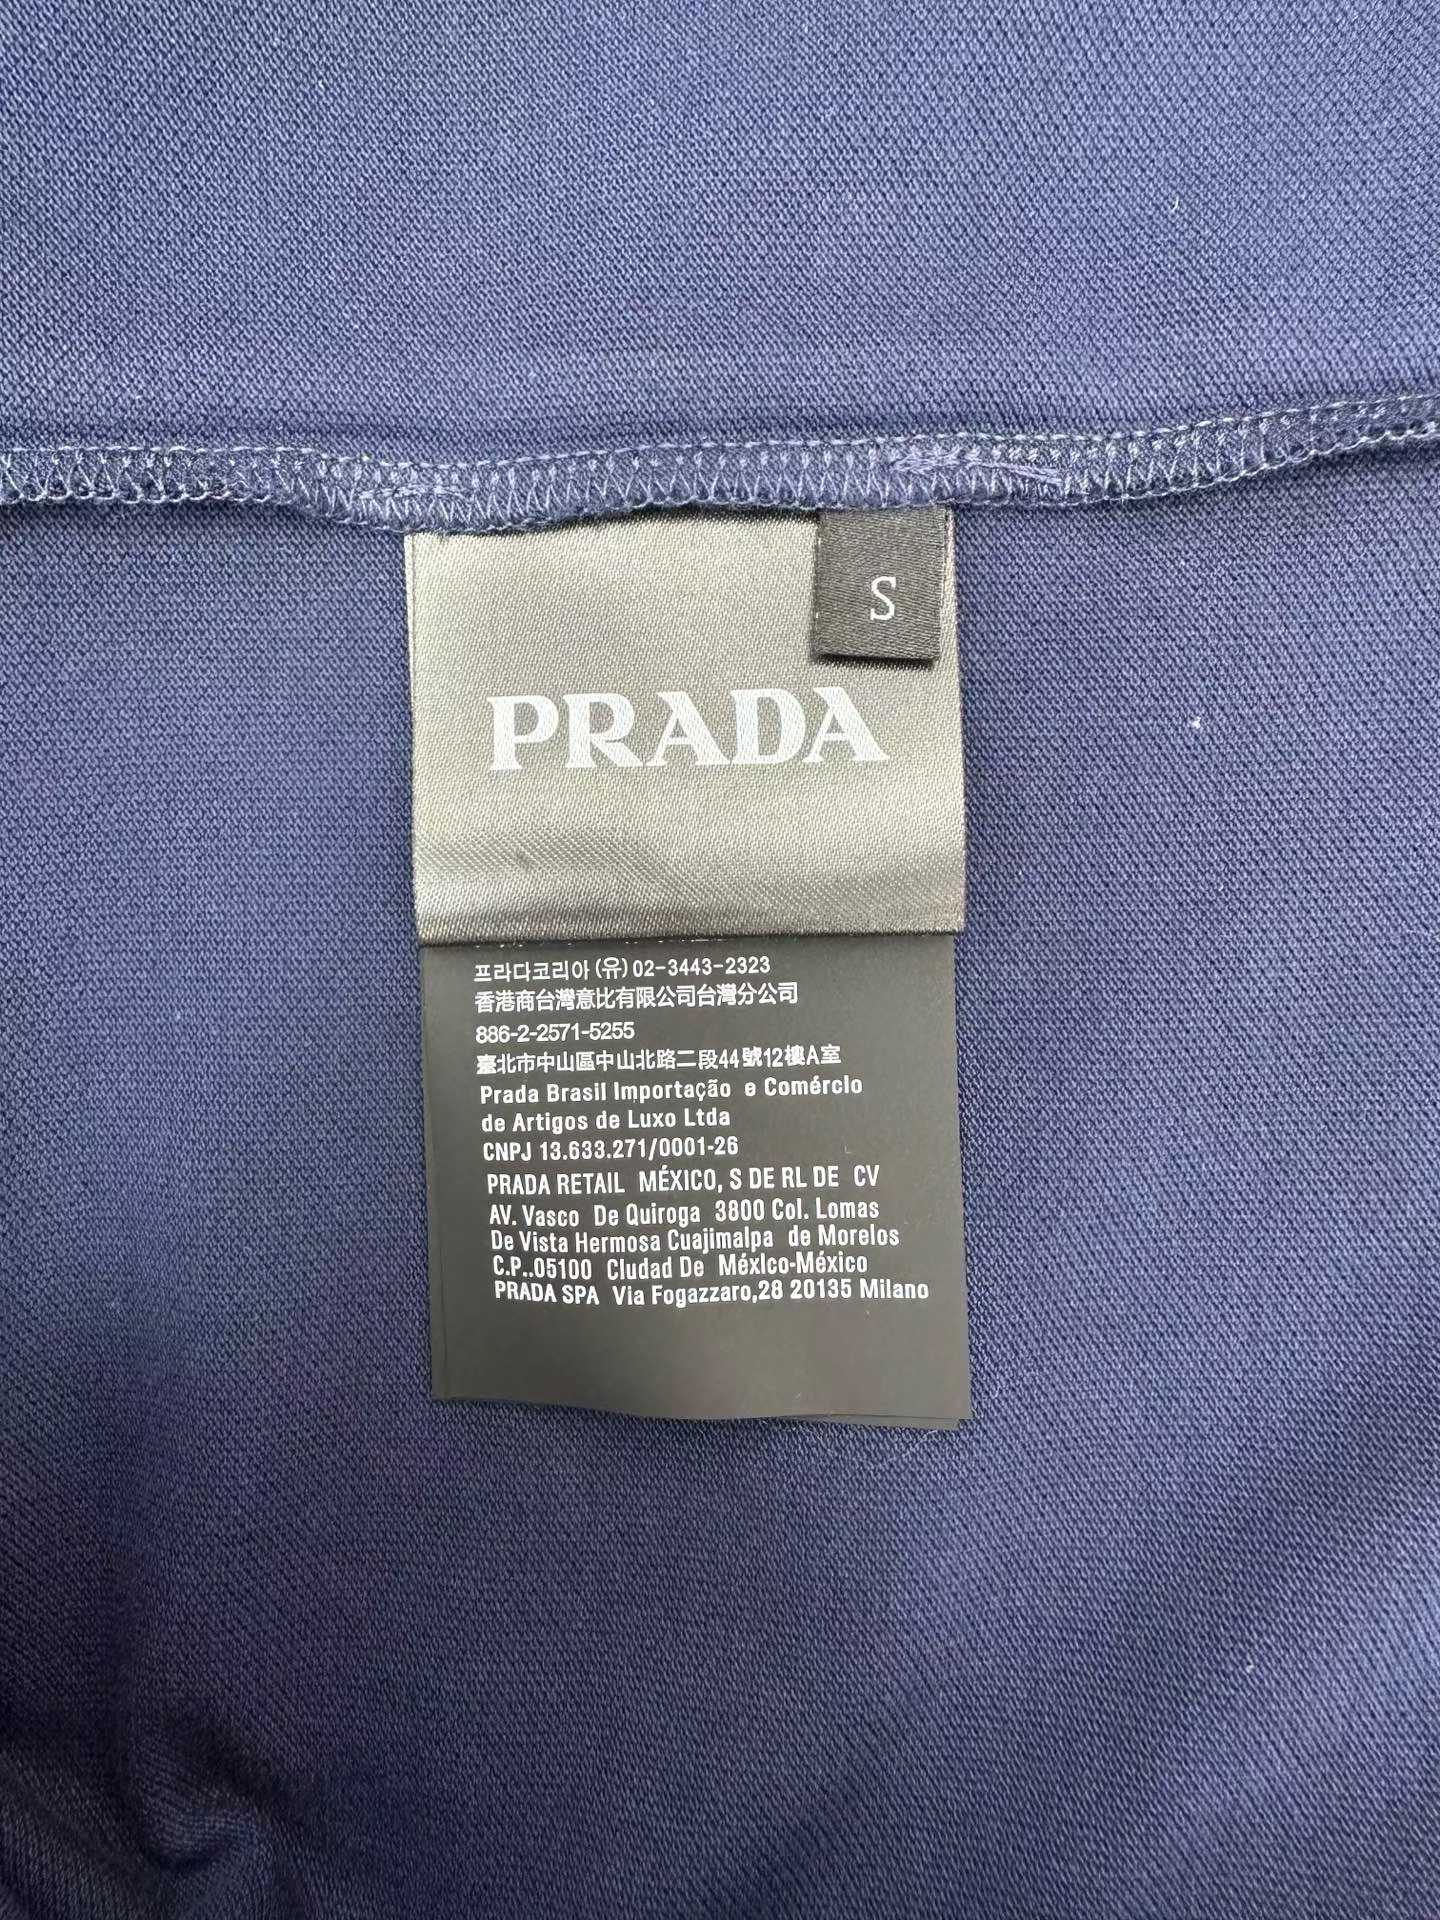 S
PRADA
프라다코리아(유)02-3443-2323
香港商台灣意比有限公司台灣分公司
886-2-2571-5255
臺北市中山區中山北路二段44號12樓A室
Prada Brasil Importação e Comérclo
de Artigos de Luxo Ltda
CNPJ 13.633.271/0001-26
PRADA RETAIL MÉXICO, S DE RL DE CV
AV. Vasco De Quiroga 3800 Col. Lomas
De Vista Hermosa Cuajimalpa de Morelos
C.P..05100 Cludad De Méxlco-México
PRADA SPA Via Fogazzaro,28 20135 Milano